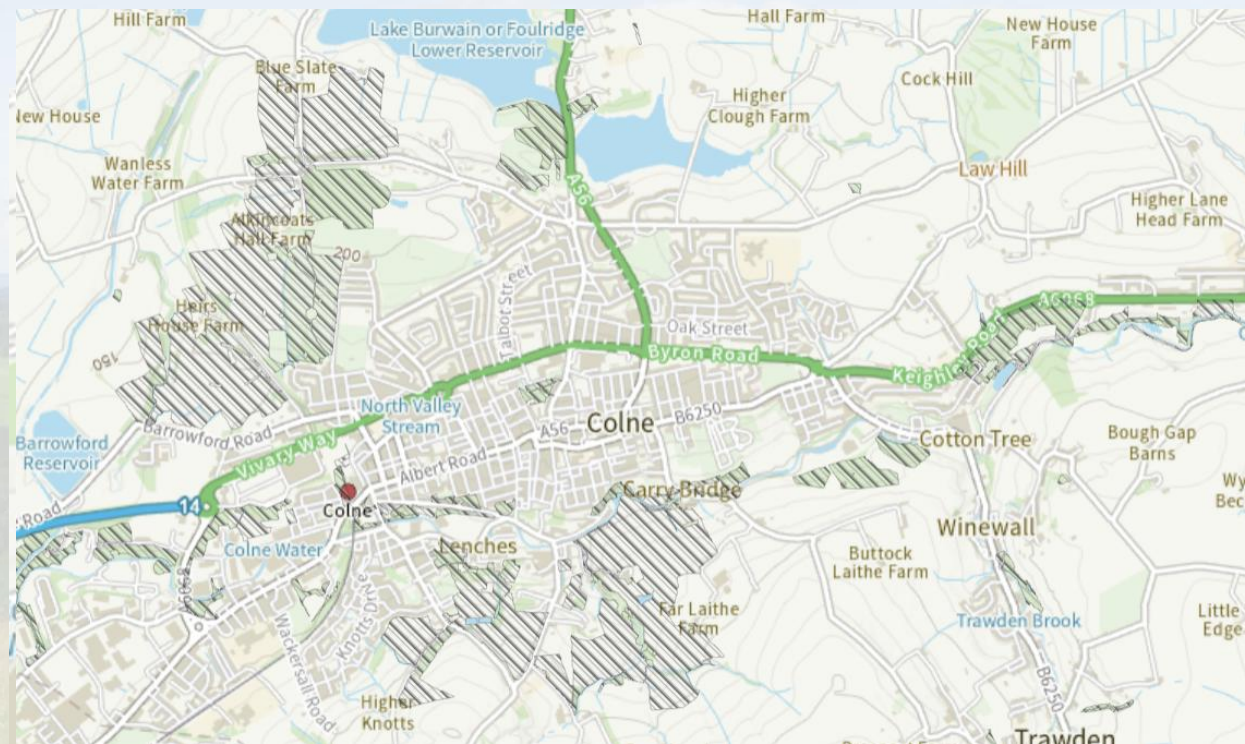 Hill Farm
Lake Burwain or Foulridge
Lower Reservoir
Hall Farm
New House
Farm
Blue Slate
Farm
Cock Hill
Higher
Clough Farm
New House
Wanless
Water Farm
Law Hill
A56
Higher Lane
Head Farm
Alkincoats
Hall Farm
200
Talbot Street
A6068
Heirs
House Farm
Oak Street
150
Byron Road
Keighley Road
North Valley
Stream
Colne
B6250
A56
Barrowford Road
Barrowford
Reservoir
Vivary Way
Albert Road
Cotton Tree
Bough Gap
Barns
Carry Bridge
14
Colne
Winewall
Colne Water
Lenches
Buttock
Laithe Farm
Far Laithe
Farm
Knotts Drive
Wackersall Road
Trawden Brook
Little
Edge
B6250
Higher
Knotts
Trawden